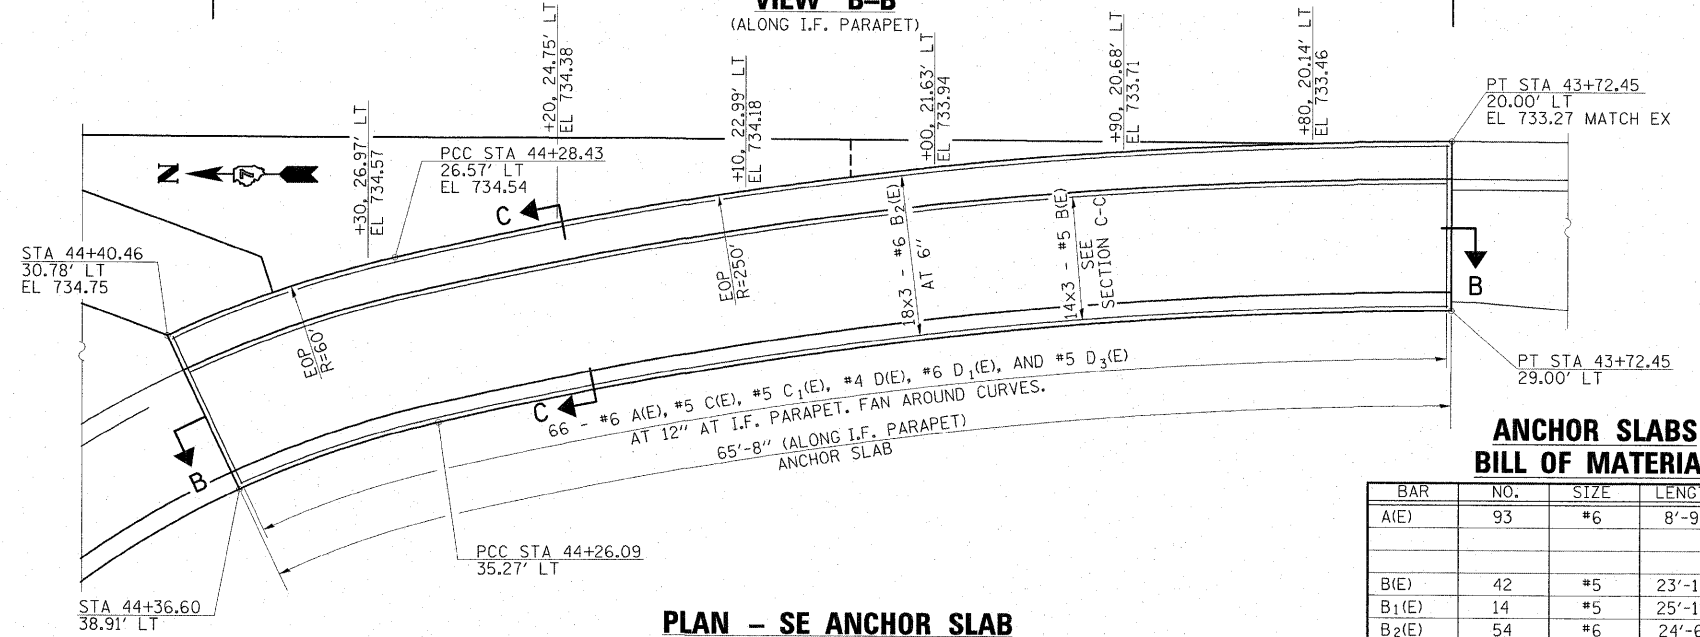 VIEW B-B
(ALONG I.F. PARAPET)
+30, 26.97' LT
EL 734.57
+20, 24.75' LT
EL 734.38
+10, 22.99' LT
EL 734.18
+00, 21.63' LT
EL 733.94
+90, 20.68' LT
EL 733.71
+80, 20.14' LT
EL 733.46
PT STA 43+72.45
20.00' LT
EL 733.27 MATCH EX
N
PCC STA 44+28.43
26.57' LT
EL 734.54
C
STA 44+40.46
30.78' LT
EL 734.75
EOP
R=60'
EOP
R=250'
18x3 - #6 B2(E)
AT 6"
14x3 - #5 B(E)
SEE
SECTION C-C
B
PT STA 43+72.45
29.00' LT
C
66 - #6 A(E), #5 C(E), #5 C1(E), #4 D(E), #6 D1(E), AND #5 D3(E)
AT 12" AT I.F. PARAPET. FAN AROUND CURVES.
65'-8" (ALONG I.F. PARAPET)
ANCHOR SLAB
B
PCC STA 44+26.09
35.27' LT
STA 44+36.60
38.91' LT
PLAN - SE ANCHOR SLAB
ANCHOR SLABS
BILL OF MATERIA
BAR NO. SIZE LENG
A(E) 93 #6 8'-9
B(E) 42 #5 23'-1
B1(E) 14 #5 25'-1
B2(E) 54 #6 24'-6